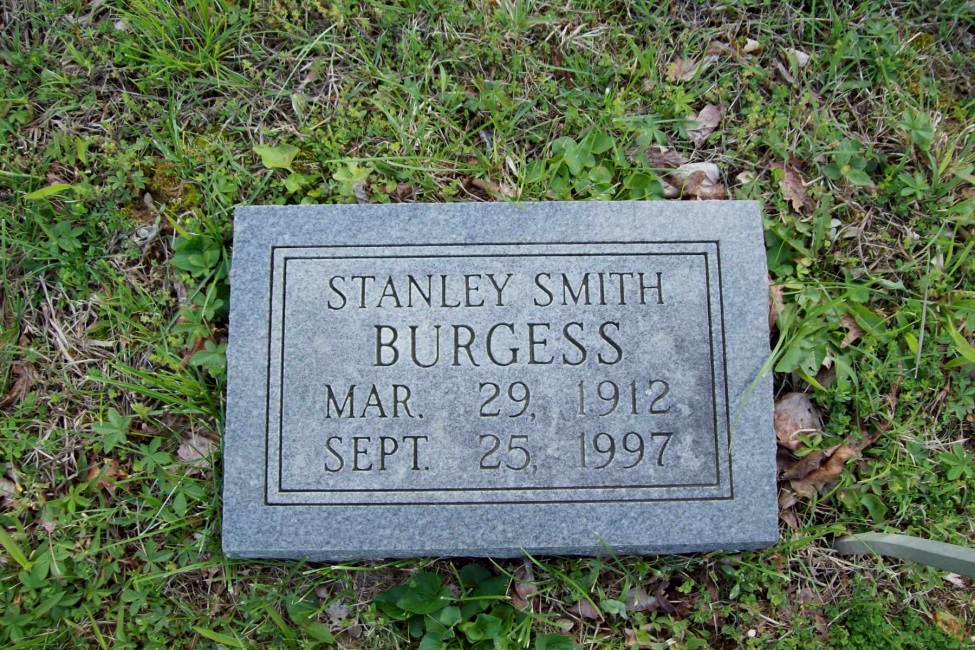 STANLEY SMITH
BURGESS
MAR. 29, 1912
SEPT. 25, 1997